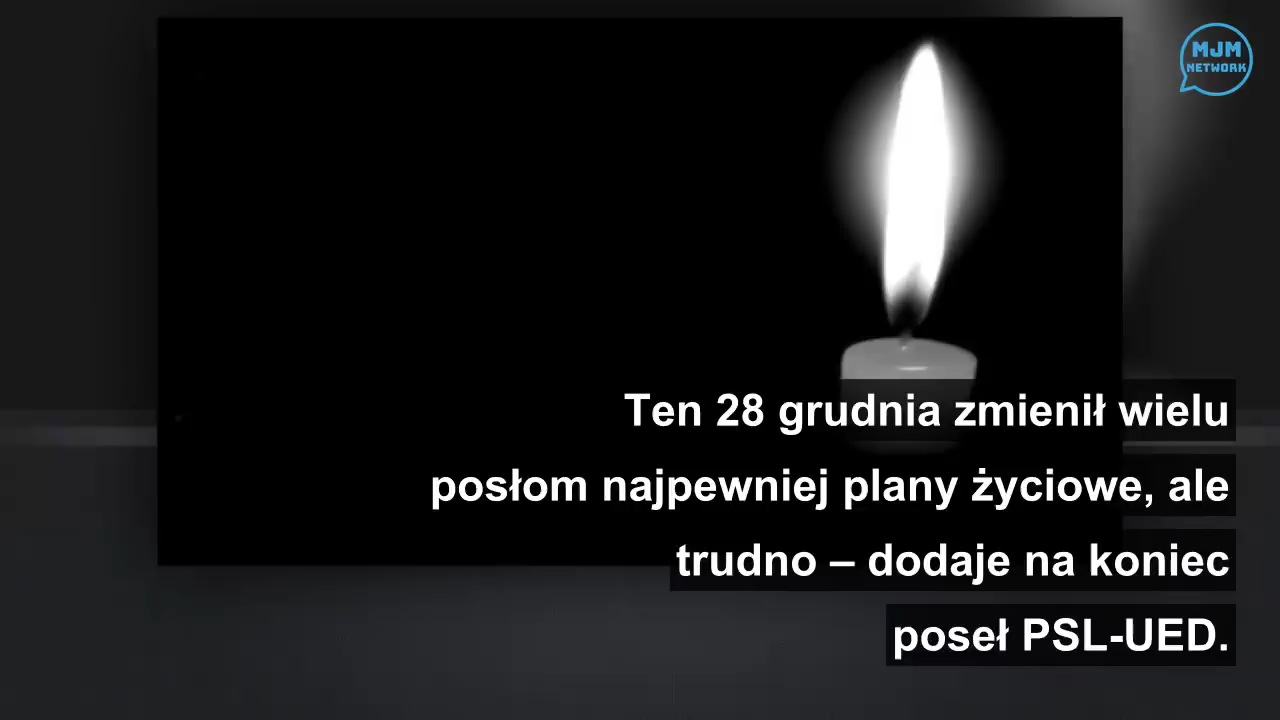 MJM
NETWORK
Ten 28 grudnia zmienił wielu
posłom najpewniej plany życiowe, ale
trudno – dodaje na koniec
poseł PSL-UED.